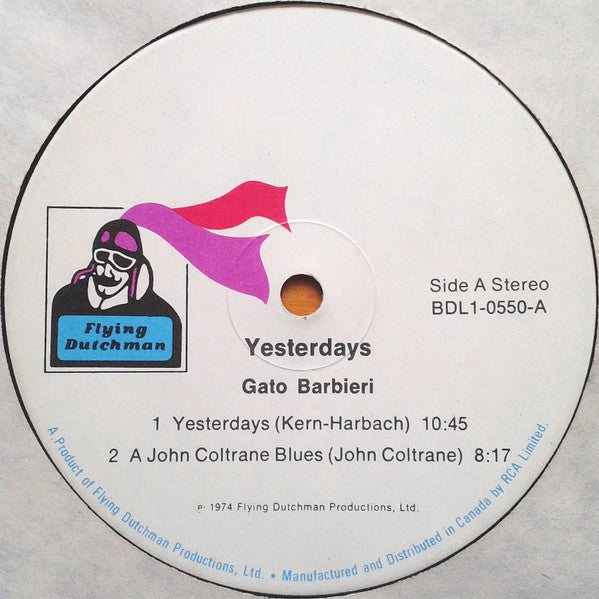 Flying
Dutchman
Side A Stereo
BDL1-0550-A
Yesterdays
Gato Barbieri
1 Yesterdays (Kern-Harbach) 10:45
2 A John Coltrane Blues (John Coltrane) 8:17
P· 1974 Flying Dutchman Productions, Ltd.
A Product of Flying Dutchman Productions, Ltd. • Manufactured and Distributed in Canada by RCA Limited.